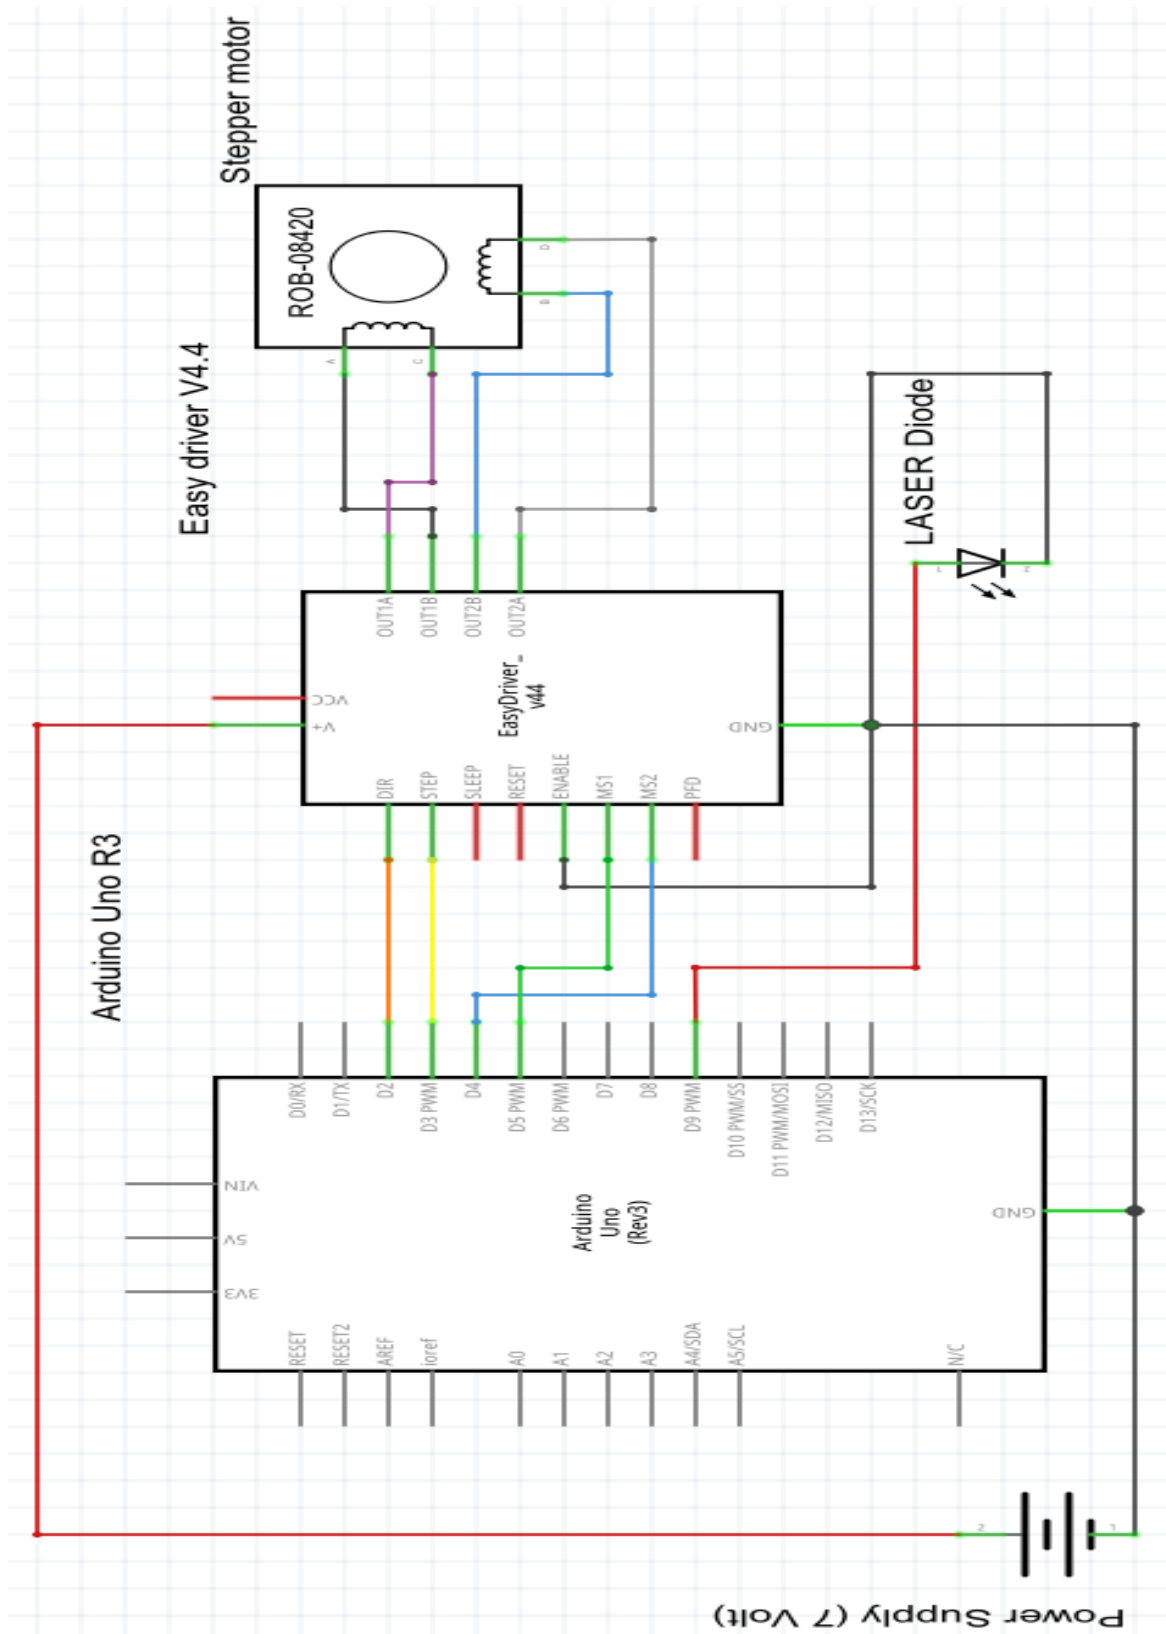 Stepper motor
ROB-08420
A
C
B
D
Easy driver V4.4
OUT1A
OUT1B
OUT2B
OUT2A
VCC
V+
EasyDriver_
v44
GND
DIR
STEP
SLEEP
RESET
ENABLE
MS1
MS2
PFD
LASER Diode
1
2
Arduino Uno R3
D0/RX
D1/TX
D2
D3 PWM
D4
D5 PWM
D6 PWM
D7
D8
D9 PWM
D10 PWM/SS
D11 PWM/MOSI
D12/MISO
D13/SCK
VIN
5V
3V3
Arduino
Uno
(Rev3)
GND
RESET
RESET2
AREF
ioref
A0
A1
A2
A3
A4/SDA
A5/SCL
N/C
2
1
Power Supply (7 Volt)